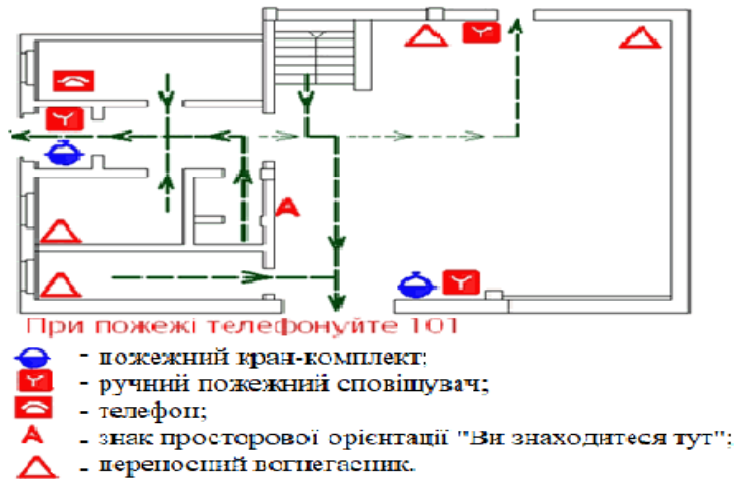 При пожежі телефонуйте 101
- пожежний кран-комплект;
- ручний пожежний сповіщувач;
- телефон;
- знак просторової орієнтації "Ви знаходитеся тут";
- переносний вогнегасник.